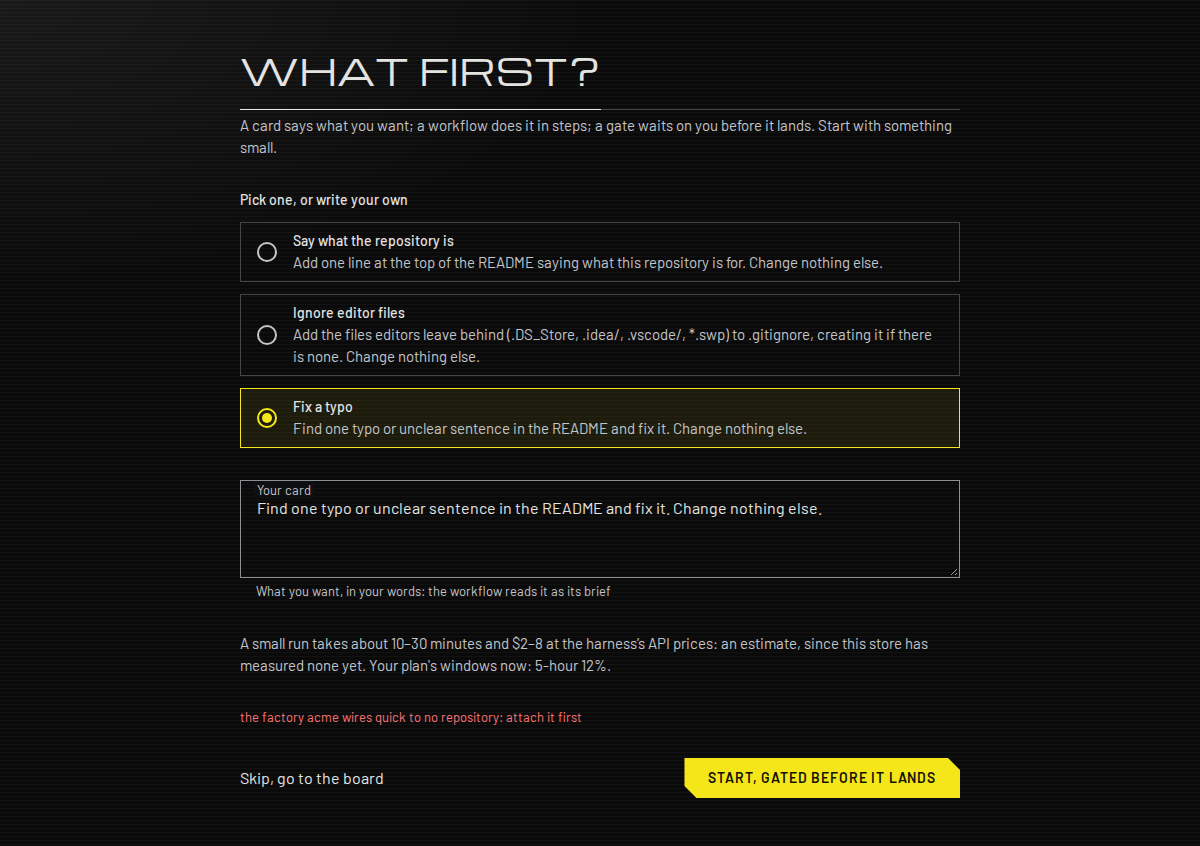 WHAT FIRST?
A card says what you want; a workflow does it in steps; a gate waits on you before it lands. Start with something
small.
Pick one, or write your own
Say what the repository is
Add one line at the top of the README saying what this repository is for. Change nothing else.
Ignore editor files
Add the files editors leave behind (.DS_Store, .idea/, .vscode/, *.swp) to .gitignore, creating it if there
is none. Change nothing else.
Fix a typo
Find one typo or unclear sentence in the README and fix it. Change nothing else.
Your card
Find one typo or unclear sentence in the README and fix it. Change nothing else.
What you want, in your words: the workflow reads it as its brief
A small run takes about 10–30 minutes and $2–8 at the harness's API prices: an estimate, since this store has
measured none yet. Your plan's windows now: 5-hour 12%.
the factory acme wires quick to no repository: attach it first
Skip, go to the board
START, GATED BEFORE IT LANDS